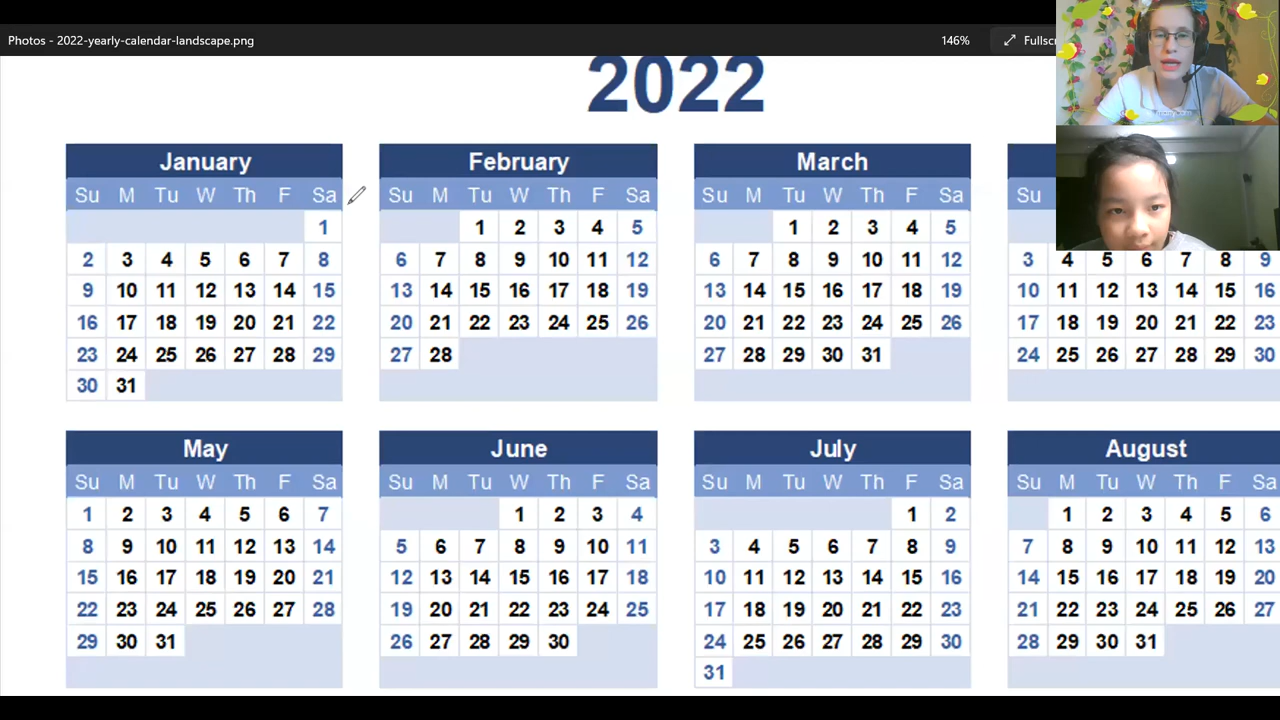 Photos - 2022-yearly-calendar-landscape.png 146%
2022
January February March
Su M Tu W Th F Sa Su M Tu W Th F Sa Su M Tu W Th F Sa Su
1 1 2 3 4 5 1 2 3 4 5
2 3 4 5 6 7 8 6 7 8 9 10 11 12 6 7 8 9 10 11 12 3 4 5 6 7 8 9
9 10 11 12 13 14 15 13 14 15 16 17 18 19 13 14 15 16 17 18 19 10 11 12 13 14 15 16
16 17 18 19 20 21 22 20 21 22 23 24 25 26 20 21 22 23 24 25 26 17 18 19 20 21 22 23
23 24 25 26 27 28 29 27 28 27 28 29 30 31 24 25 26 27 28 29 30
30 31
May June July August
Su M Tu W Th F Sa Su M Tu W Th F Sa Su M Tu W Th F Sa Su M Tu W Th F Sa
1 2 3 4 5 6 7 1 2 3 4 1 2 1 2 3 4 5 6
8 9 10 11 12 13 14 5 6 7 8 9 10 11 3 4 5 6 7 8 9 7 8 9 10 11 12 13
15 16 17 18 19 20 21 12 13 14 15 16 17 18 10 11 12 13 14 15 16 14 15 16 17 18 19 20
22 23 24 25 26 27 28 19 20 21 22 23 24 25 17 18 19 20 21 22 23 21 22 23 24 25 26 27
29 30 31 26 27 28 29 30 24 25 26 27 28 29 30 28 29 30 31
31